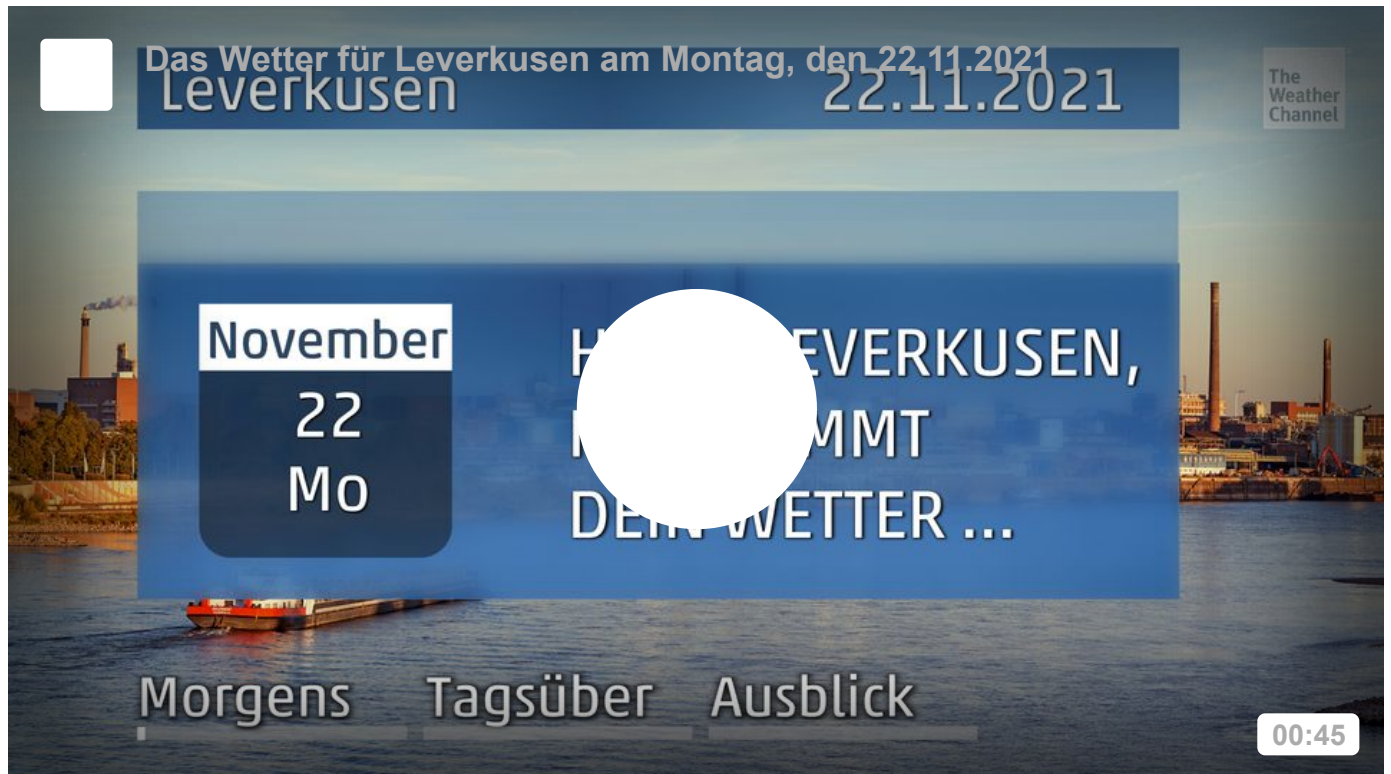 Das Wetter für Leverkusen am Montag, den 22.11.2021
Leverkusen 22.11.2021
The
Weather
Channel
November
22
Mo
EVERKUSEN,
MMT
DEIN WETTER ...
Morgens Tagsüber Ausblick
00:45